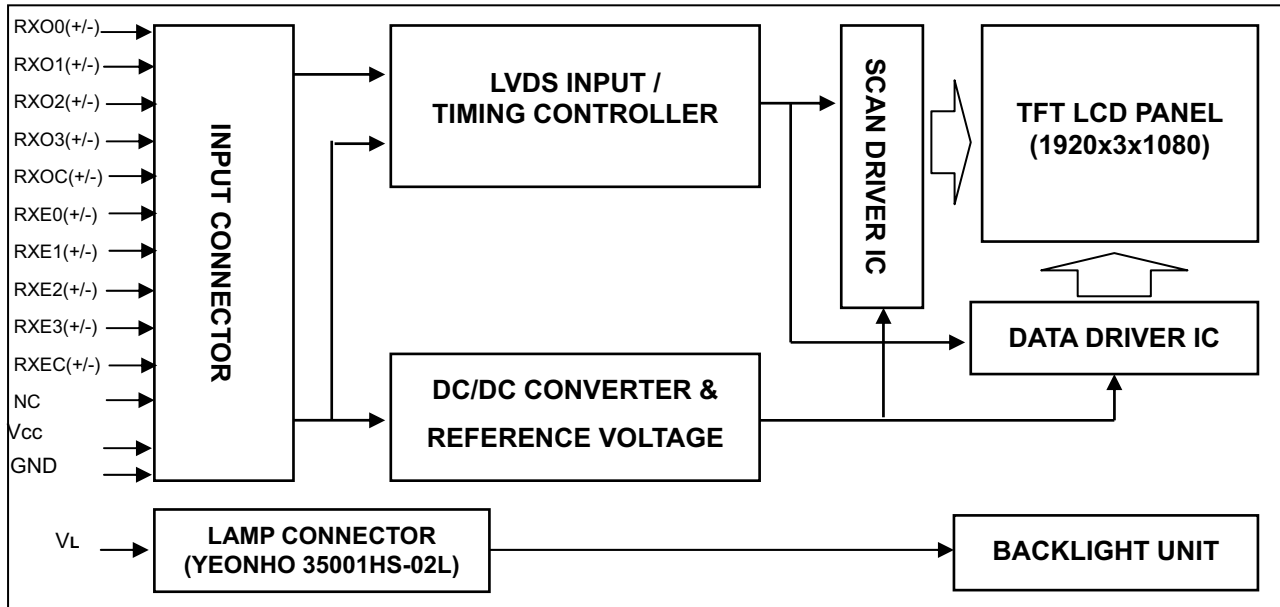 RXO0(+/-)
RXO1(+/-)
RXO2(+/-)
RXO3(+/-)
RXOC(+/-)
RXE0(+/-)
RXE1(+/-)
RXE2(+/-)
RXE3(+/-)
RXEC(+/-)
NC
Vcc
GND
VL
INPUT CONNECTOR
LVDS INPUT /
TIMING CONTROLLER
DC/DC CONVERTER &
REFERENCE VOLTAGE
SCAN DRIVER IC
TFT LCD PANEL
(1920x3x1080)
DATA DRIVER IC
LAMP CONNECTOR
(YEONHO 35001HS-02L)
BACKLIGHT UNIT